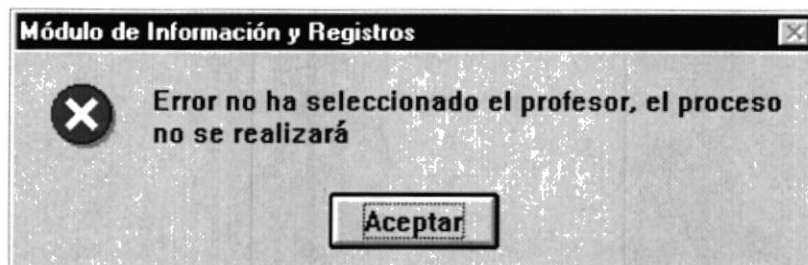 Módulo de Información y Registros
Error no ha seleccionado el profesor, el proceso
no se realizará
Aceptar